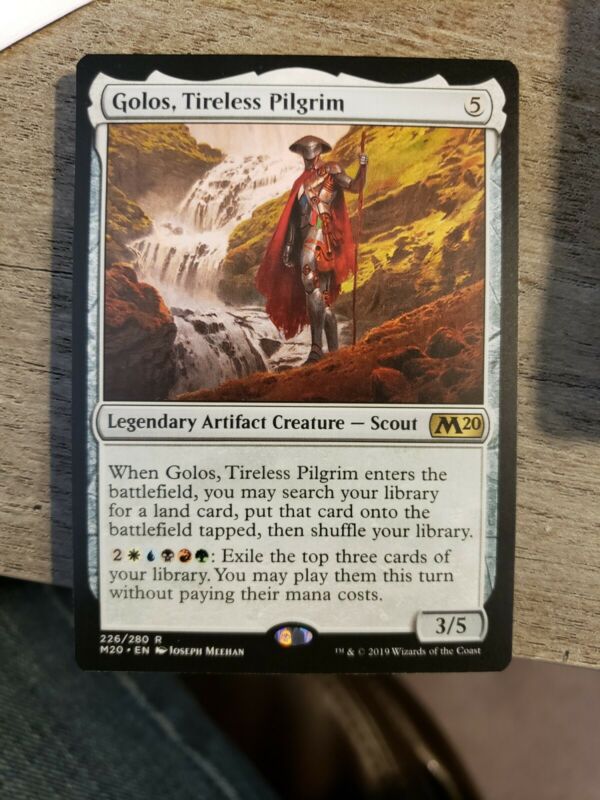 Golos, Tireless Pilgrim 5
Legendary Artifact Creature — Scout M20
When Golos, Tireless Pilgrim enters the
battlefield, you may search your library
for a land card, put that card onto the
battlefield tapped, then shuffle your library.
2: Exile the top three cards of
your library. You may play them this turn
without paying their mana costs.
3/5
226/280 R
M20 • EN JOSEPH MEEHAN
™ & © 2019 Wizards of the Coast